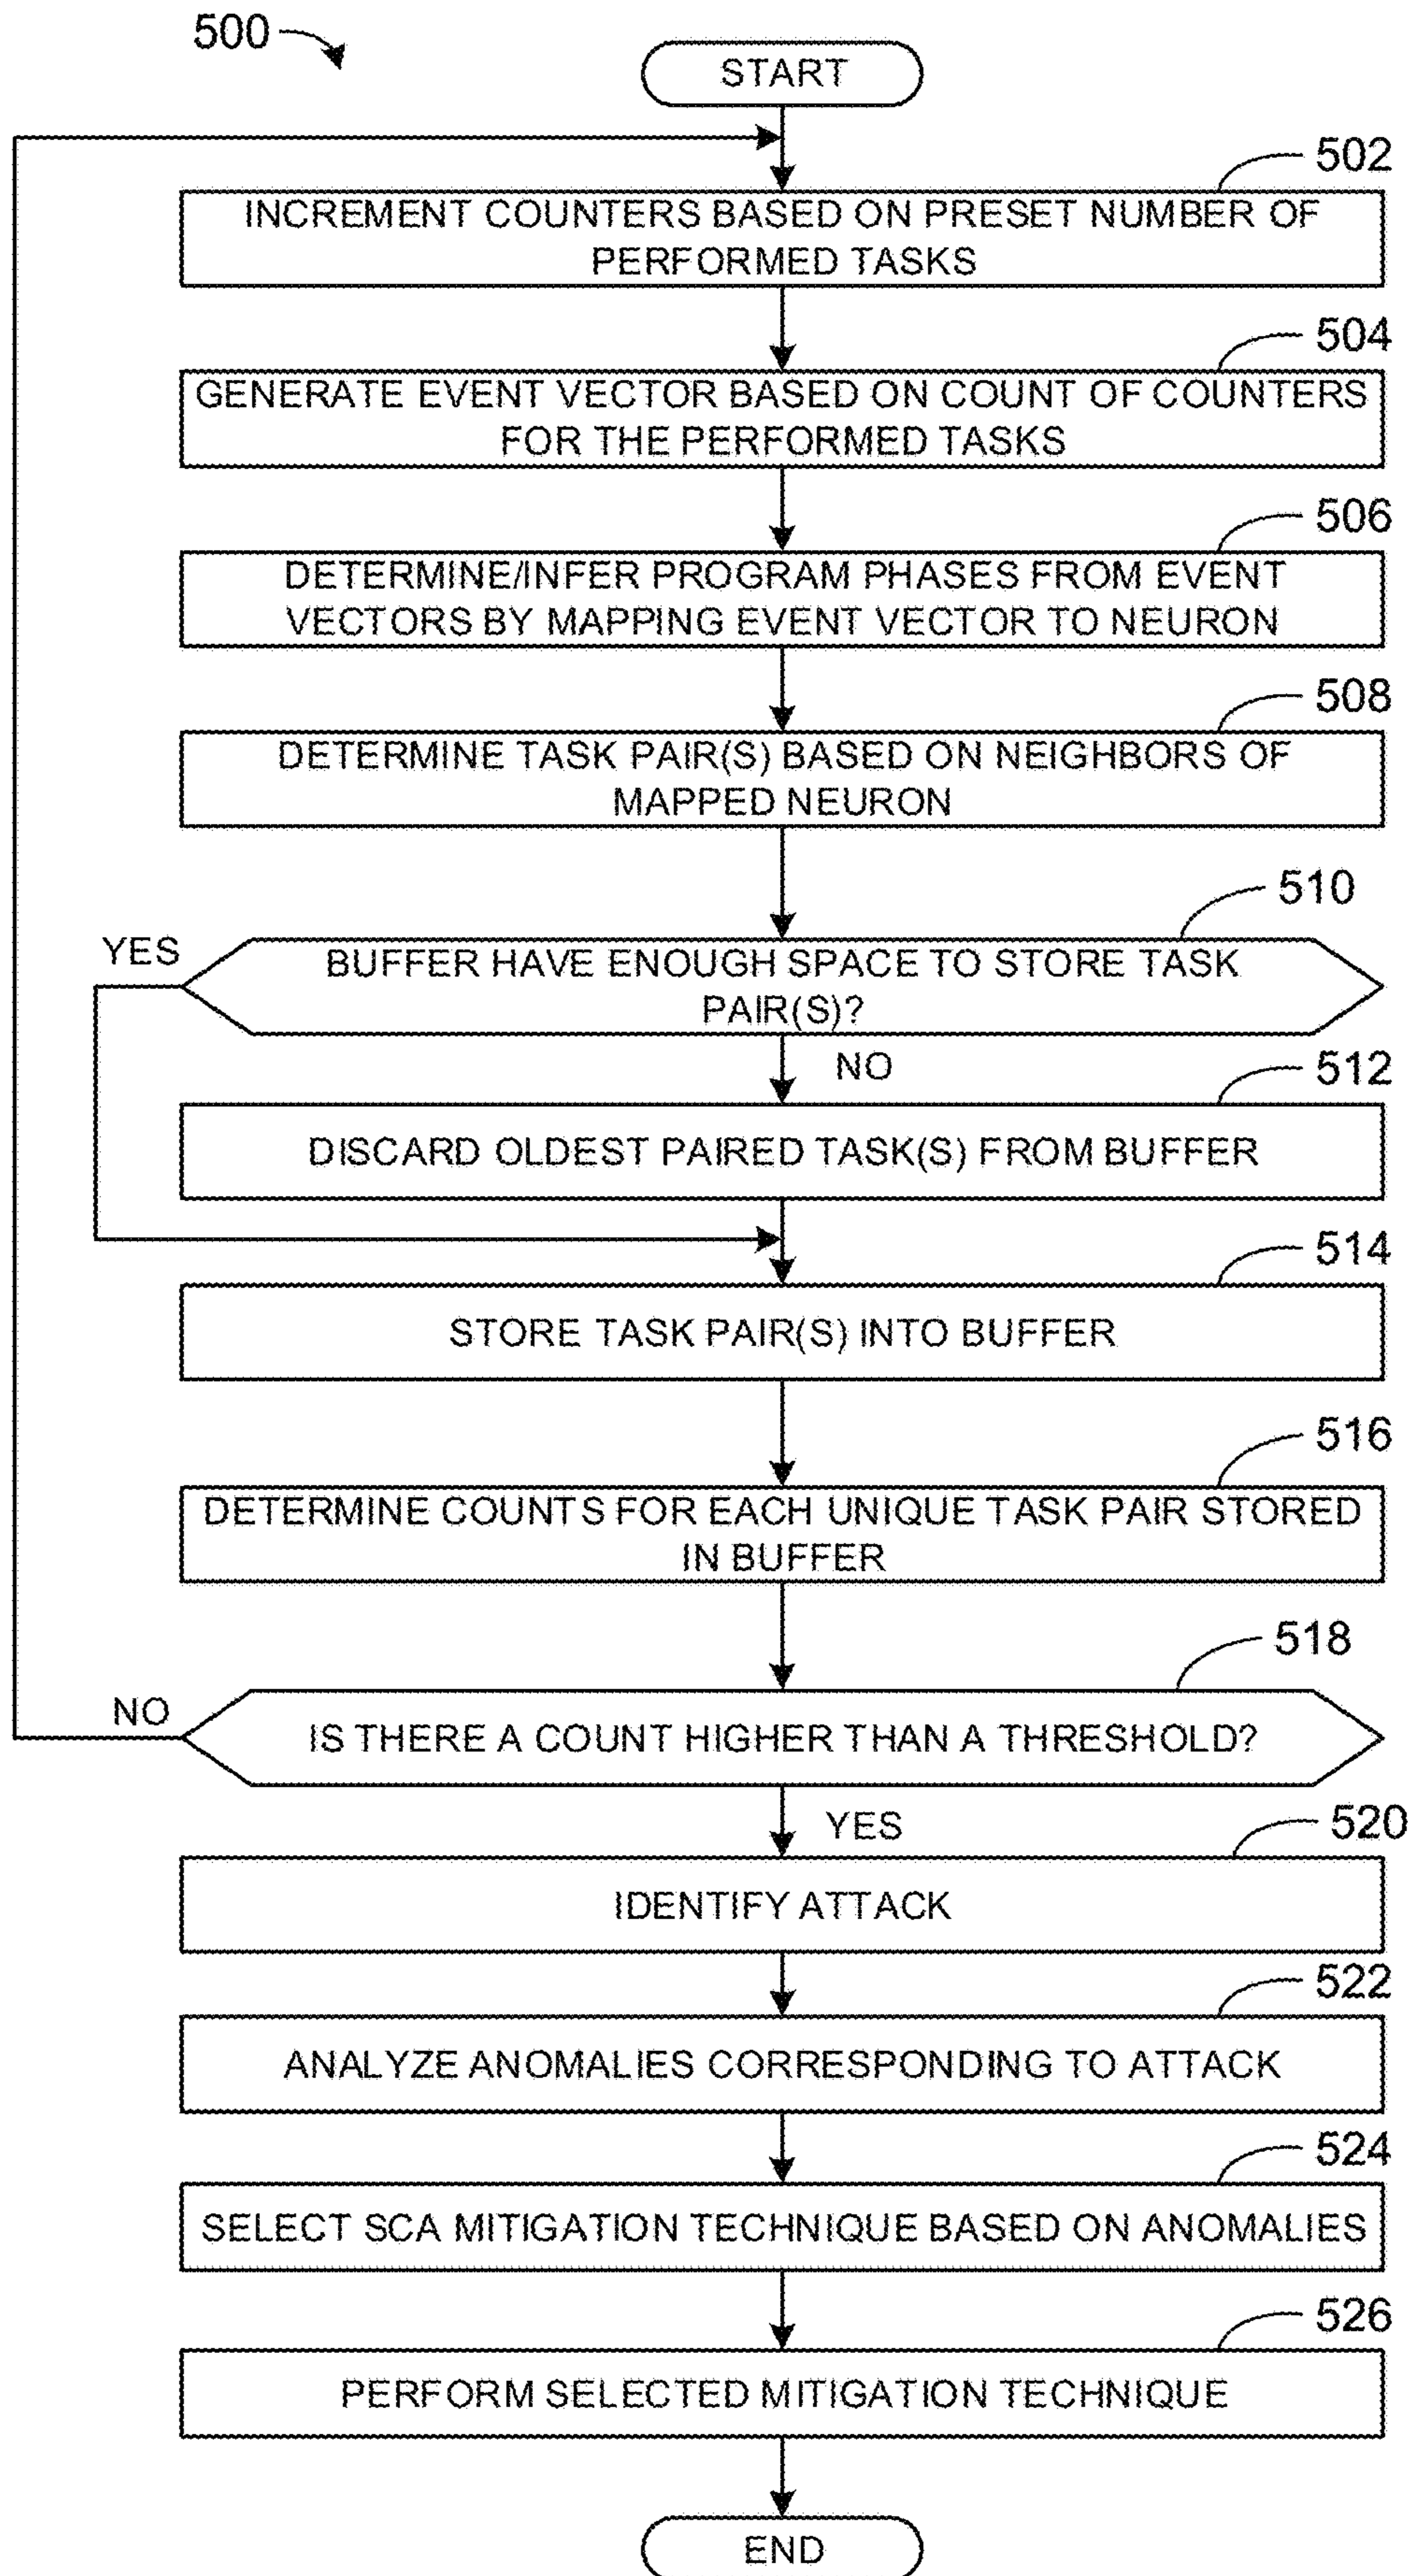 500
START
502
INCREMENT COUNTERS BASED ON PRESET NUMBER OF
PERFORMED TASKS
504
GENERATE EVENT VECTOR BASED ON COUNT OF COUNTERS
FOR THE PERFORMED TASKS
506
DETERMINE/INFER PROGRAM PHASES FROM EVENT
VECTORS BY MAPPING EVENT VECTOR TO NEURON
508
DETERMINE TASK PAIR(S) BASED ON NEIGHBORS OF
MAPPED NEURON
510
YES
BUFFER HAVE ENOUGH SPACE TO STORE TASK
PAIR(S)?
NO
512
DISCARD OLDEST PAIRED TASK(S) FROM BUFFER
514
STORE TASK PAIR(S) INTO BUFFER
516
DETERMINE COUNTS FOR EACH UNIQUE TASK PAIR STORED
IN BUFFER
518
NO
IS THERE A COUNT HIGHER THAN A THRESHOLD?
YES
520
IDENTIFY ATTACK
522
ANALYZE ANOMALIES CORRESPONDING TO ATTACK
524
SELECT SCA MITIGATION TECHNIQUE BASED ON ANOMALIES
526
PERFORM SELECTED MITIGATION TECHNIQUE
END